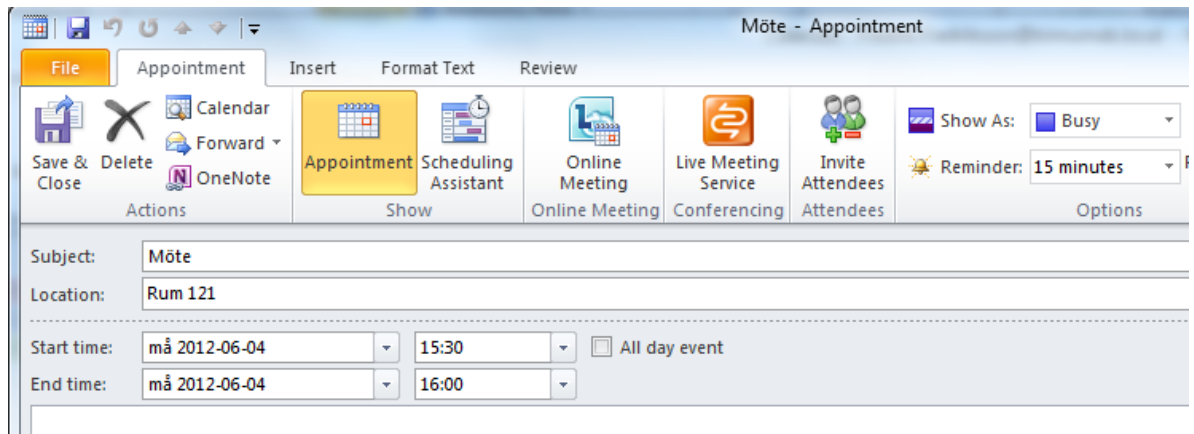 Möte - Appointment
File Appointment Insert Format Text Review
Save & Close
Delete
Calendar
Forward
OneNote
Actions
Appointment
Scheduling Assistant
Show
Online Meeting
Online Meeting
Live Meeting Service
Conferencing
Invite Attendees
Attendees
Show As: Busy
Reminder: 15 minutes
Options
Subject: Möte
Location: Rum 121
Start time: må 2012-06-04 15:30 All day event
End time: må 2012-06-04 16:00